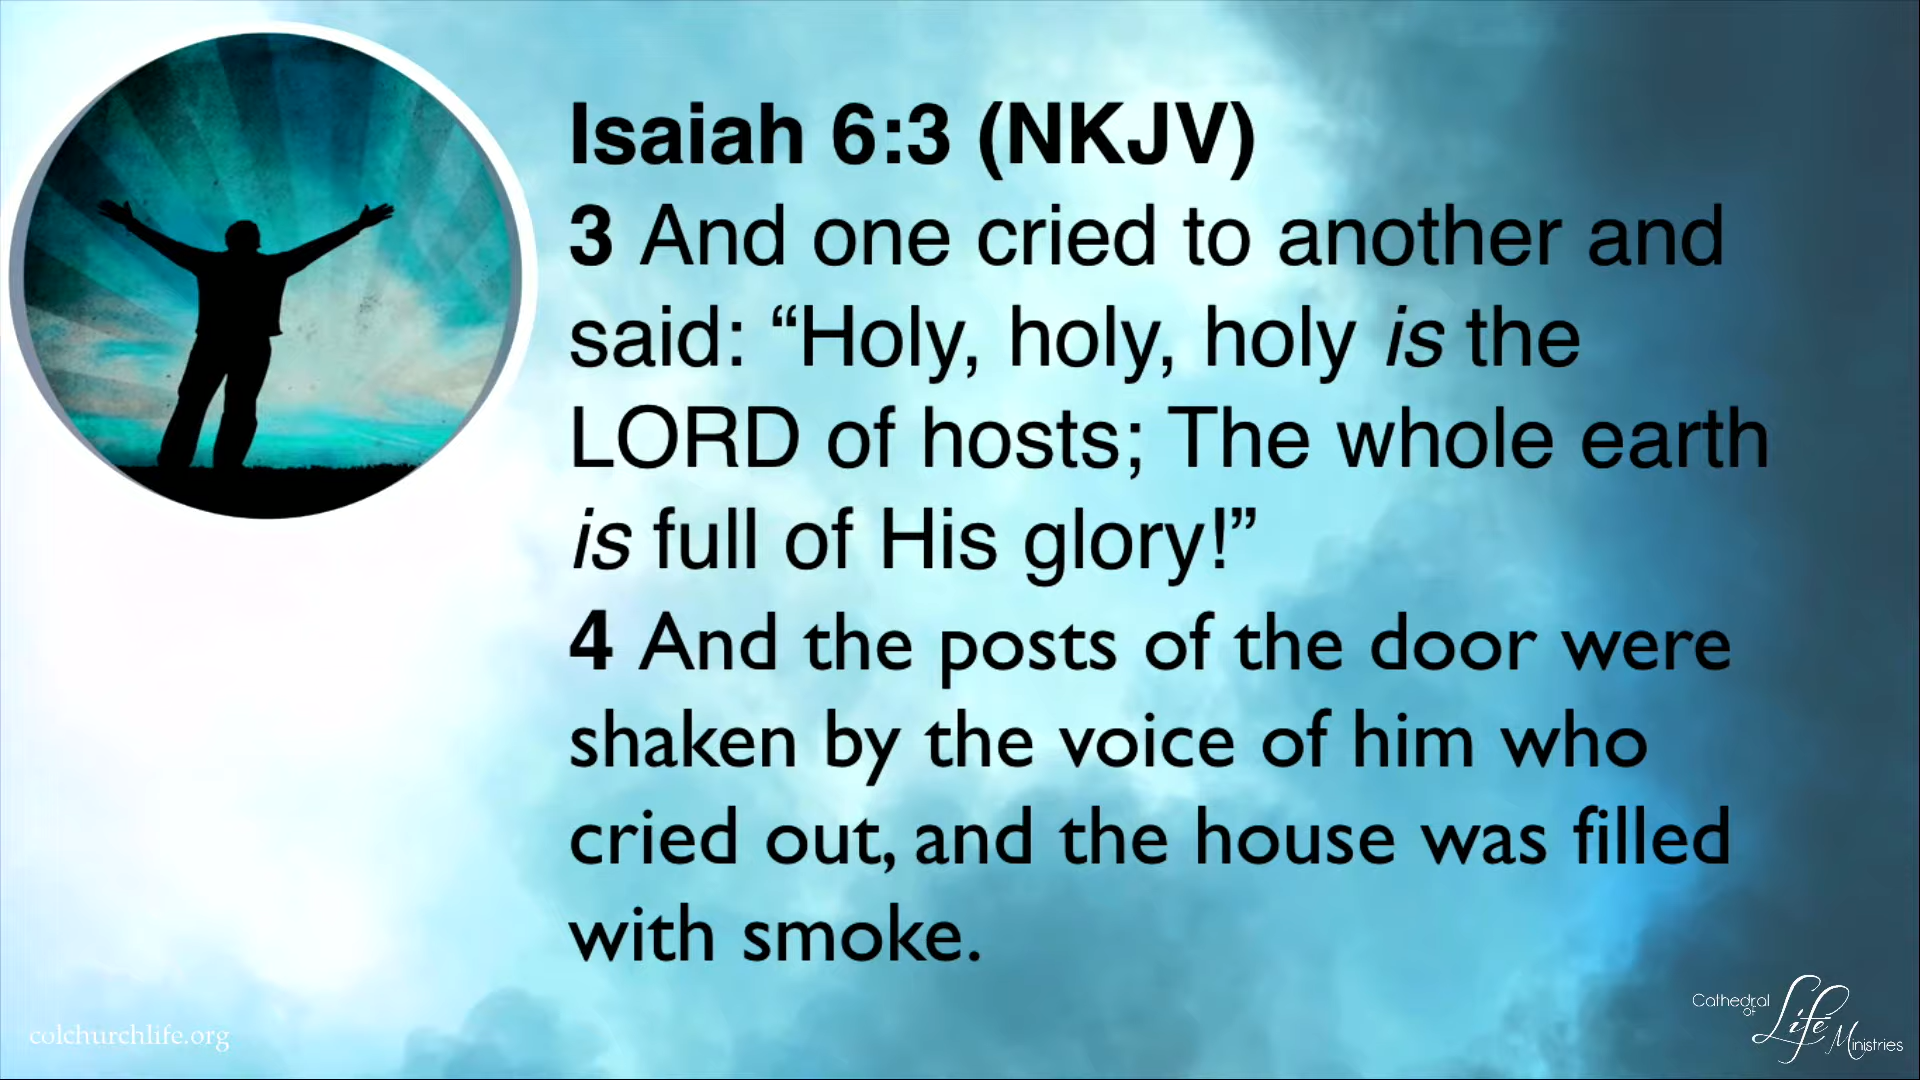 Isaiah 6:3 (NKJV)
3 And one cried to another and
said: “Holy, holy, holy is the
LORD of hosts; The whole earth
is full of His glory!”
4 And the posts of the door were
shaken by the voice of him who
cried out, and the house was filled
with smoke.
colchurchlife.org
Cathedral
OF
Life
Ministries